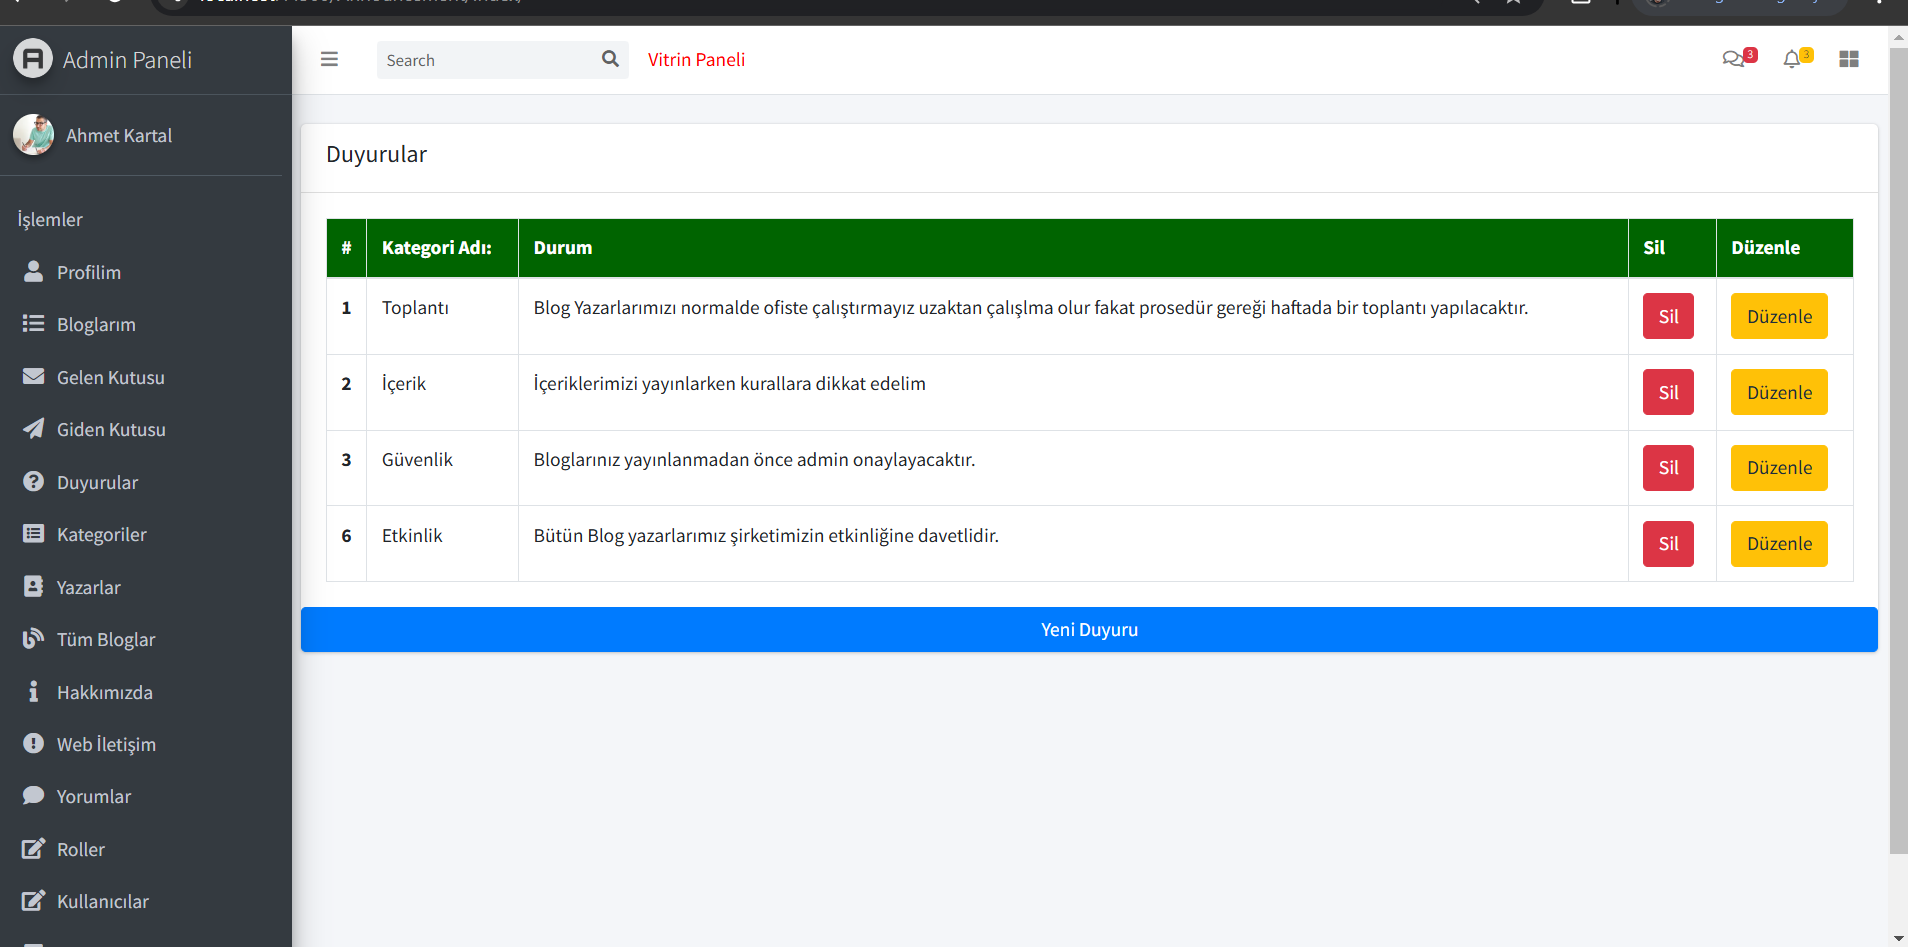 Admin Paneli
Search
Vitrin Paneli
3
3
Ahmet Kartal
İşlemler
Profilim
Bloglarım
Gelen Kutusu
Giden Kutusu
Duyurular
Kategoriler
Yazarlar
Tüm Bloglar
Hakkımızda
Web İletişim
Yorumlar
Roller
Kullanıcılar
Duyurular
# Kategori Adı: Durum Sil Düzenle
1 Toplantı Blog Yazarlarımızı normalde ofiste çalıştırmayız uzaktan çalışlma olur fakat prosedür gereği haftada bir toplantı yapılacaktır. Sil Düzenle
2 İçerik İçeriklerimizi yayınlarken kurallara dikkat edelim Sil Düzenle
3 Güvenlik Bloglarınız yayınlanmadan önce admin onaylayacaktır. Sil Düzenle
6 Etkinlik Bütün Blog yazarlarımız şirketimizin etkinliğine davetlidir. Sil Düzenle
Yeni Duyuru